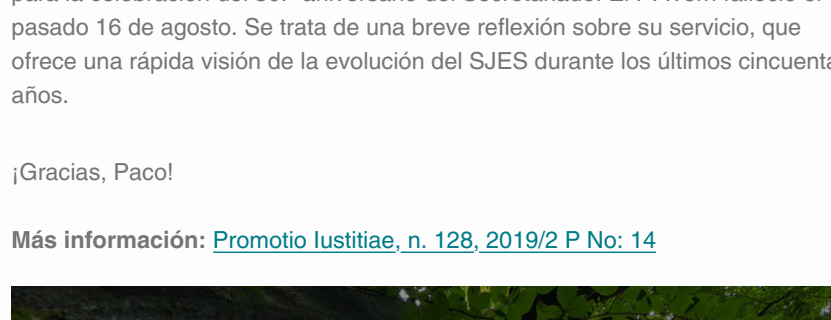 pasado 16 de agosto. Se trata de una breve reflexión sobre su servicio, que
ofrece una rápida visión de la evolución del SJES durante los últimos cincuenta
años.
¡Gracias, Paco!
Más información: Promotio Iustitiae, n. 128, 2019/2 P No: 14